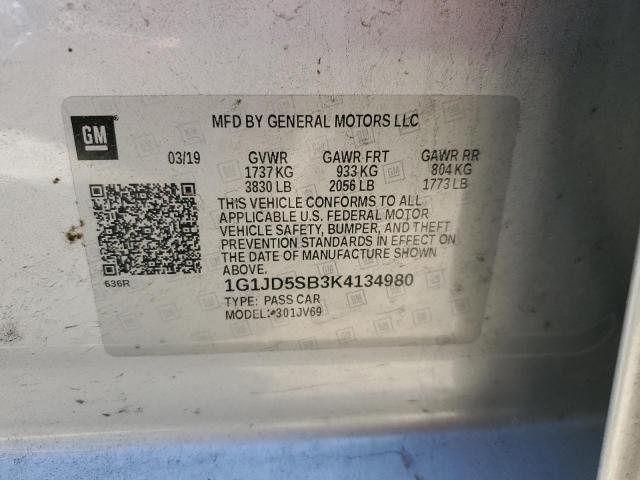 GM
MFD BY GENERAL MOTORS LLC
03/19 GVWR GAWR FRT GAWR RR
1737 KG 933 KG 804 KG
3830 LB 2056 LB 1773 LB
THIS VEHICLE CONFORMS TO ALL
APPLICABLE U.S. FEDERAL MOTOR
VEHICLE SAFETY, BUMPER, AND THEFT
PREVENTION STANDARDS IN EFFECT ON
THE DATE OF MANUFACTURE SHOWN
ABOVE.
636R
1G1JD5SB3K4134980
TYPE: PASS CAR
MODEL: 301JV69